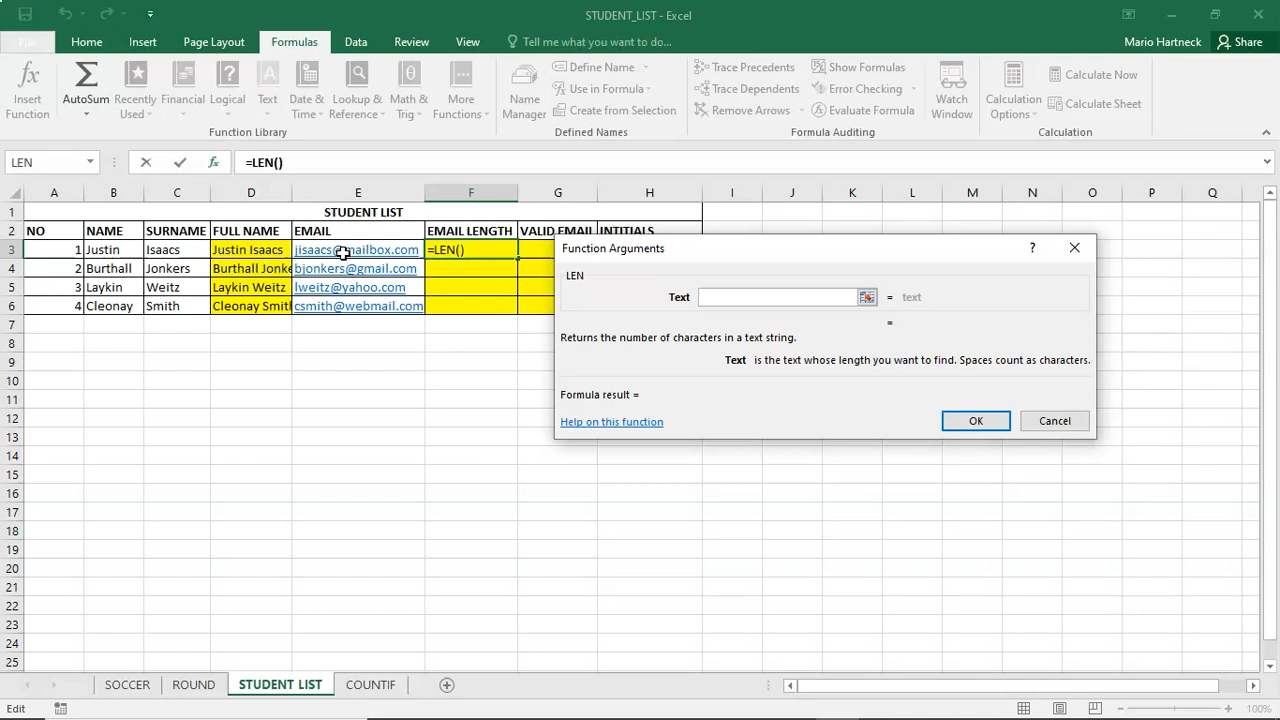 STUDENT_LIST - Excel
File Home Insert Page Layout Formulas Data Review View Tell me what you want to do... Mario Hartneck Share
Insert Function
AutoSum
Recently Used
Financial
Logical
Text
Date & Time
Lookup & Reference
Math & Trig
More Functions
Function Library
Name Manager
Define Name
Use in Formula
Create from Selection
Defined Names
Trace Precedents
Trace Dependents
Remove Arrows
Show Formulas
Error Checking
Evaluate Formula
Formula Auditing
Watch Window
Calculation Options
Calculate Now
Calculate Sheet
Calculation
LEN fx =LEN()
A B C D E F G H I J K L M N O P Q
1 STUDENT LIST
2 NO NAME SURNAME FULL NAME EMAIL EMAIL LENGTH VALID EMAIL INTITIALS
3 1 Justin Isaacs Justin Isaacs jisaacs@mailbox.com =LEN()
4 2 Burthall Jonkers Burthall Jonke bjonkers@gmail.com
5 3 Laykin Weitz Laykin Weitz lweitz@yahoo.com
6 4 Cleonay Smith Cleonay Smith csmith@webmail.com
7
8
9
10
11
12
13
14
15
16
17
18
19
20
21
22
23
24
25
Function Arguments ?
LEN
Text = text
=
Returns the number of characters in a text string.
Text is the text whose length you want to find. Spaces count as characters.
Formula result =
Help on this function OK Cancel
SOCCER ROUND STUDENT LIST COUNTIF
Edit 100%